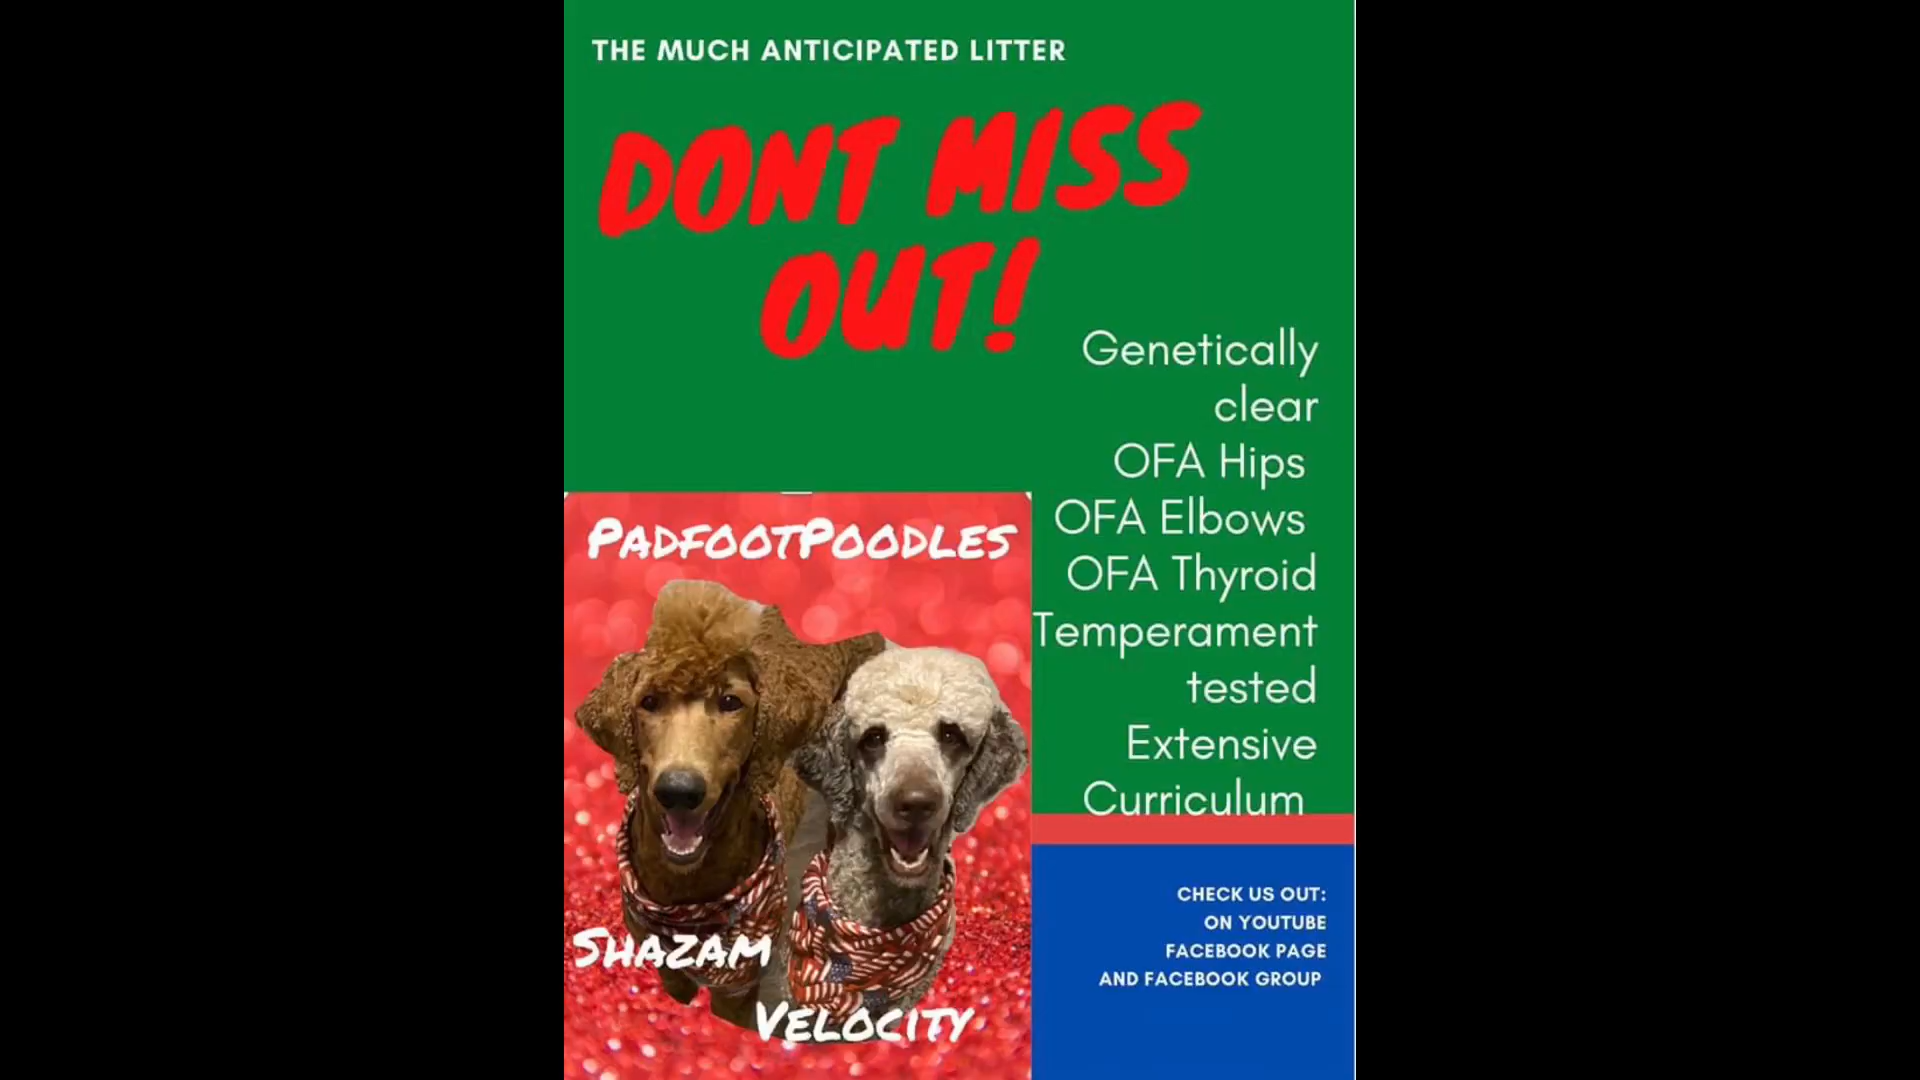 THE MUCH ANTICIPATED LITTER
DONT MISS
OUT!
Genetically
clear
OFA Hips
OFA Elbows
OFA Thyroid
Temperament
tested
Extensive
Curriculum
PADFOOTPOODLES
SHAZAM
VELOCITY
CHECK US OUT:
ON YOUTUBE
FACEBOOK PAGE
AND FACEBOOK GROUP